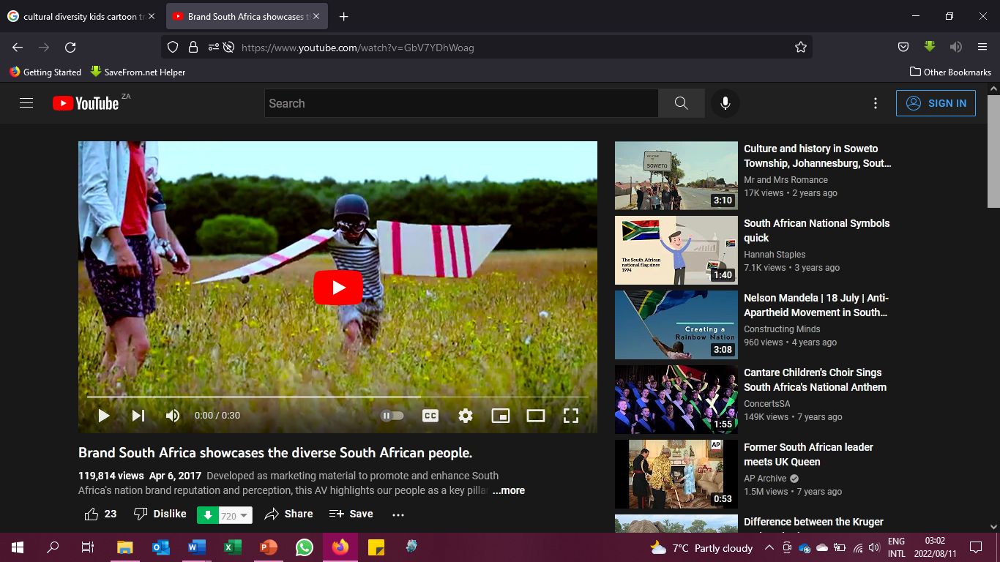 cultural diversity kids cartoon tr
Brand South Africa showcases t
https://www.youtube.com/watch?v=GbV7YDhWoag
Getting Started
SaveFrom.net Helper
Other Bookmarks
YouTube ZA
Search
SIGN IN
WELCOME
TO
SOWETO
3:10
Culture and history in Soweto
Township, Johannesburg, Sout...
Mr and Mrs Romance
17K views • 2 years ago
The South African
national flag since
1994
1:40
South African National Symbols
quick
Hannah Staples
7.1K views • 3 years ago
Creating a
Rainbow Nation
3:08
Nelson Mandela | 18 July | Anti-
Apartheid Movement in South...
Constructing Minds
960 views • 4 years ago
1:55
Cantare Children's Choir Sings
South Africa's National Anthem
ConcertsSA
149K views • 7 years ago
AP
0:53
Former South African leader
meets UK Queen
AP Archive
1.5M views • 7 years ago
Difference between the Kruger
0:00 / 0:30
CC
Brand South Africa showcases the diverse South African people.
119,814 views Apr 6, 2017 Developed as marketing material to promote and enhance South
Africa's nation brand reputation and perception, this AV highlights our people as a key pilla ...more
23
Dislike
720
Share
Save
7°C Partly cloudy
ENG
INTL
03:02
2022/08/11